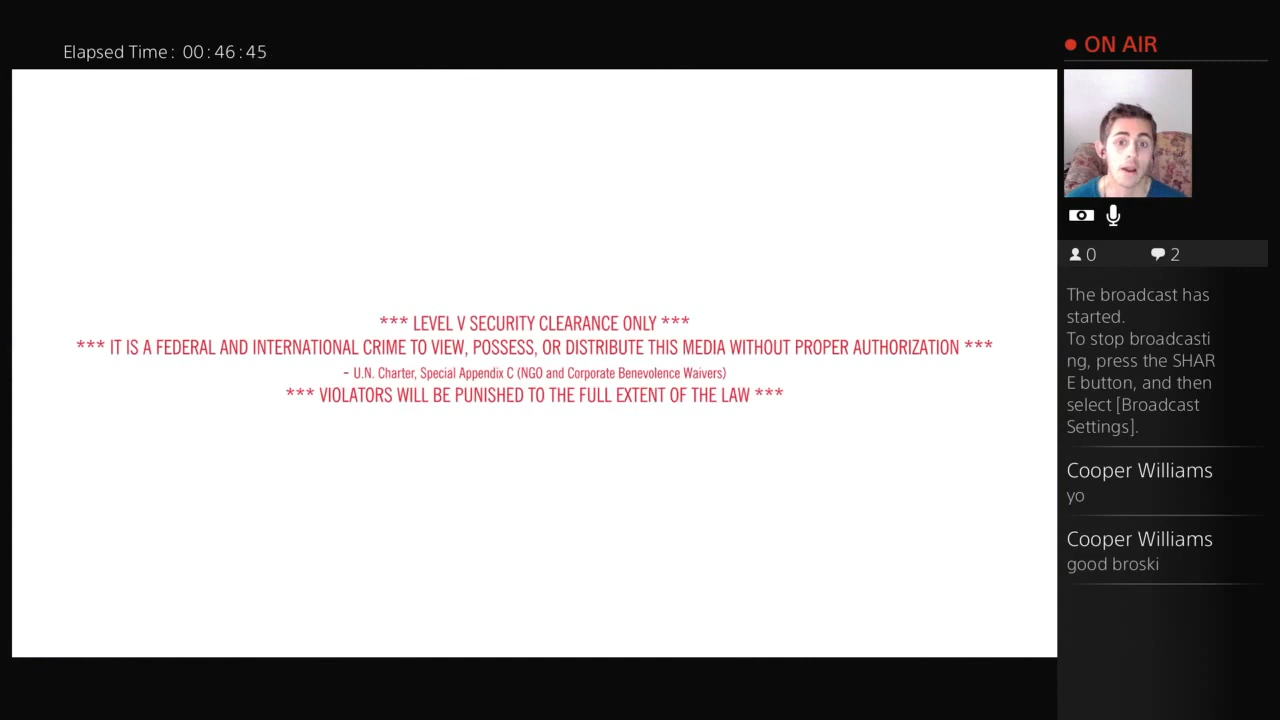 Elapsed Time: 00:46:45
ON AIR
*** LEVEL V SECURITY CLEARANCE ONLY ***
*** IT IS A FEDERAL AND INTERNATIONAL CRIME TO VIEW, POSSESS, OR DISTRIBUTE THIS MEDIA WITHOUT PROPER AUTHORIZATION ***
- U.N. Charter, Special Appendix C (NGO and Corporate Benevolence Waivers)
*** VIOLATORS WILL BE PUNISHED TO THE FULL EXTENT OF THE LAW ***
0 2
The broadcast has
started.
To stop broadcasti
ng, press the SHAR
E button, and then
select [Broadcast
Settings].
Cooper Williams
yo
Cooper Williams
good broski